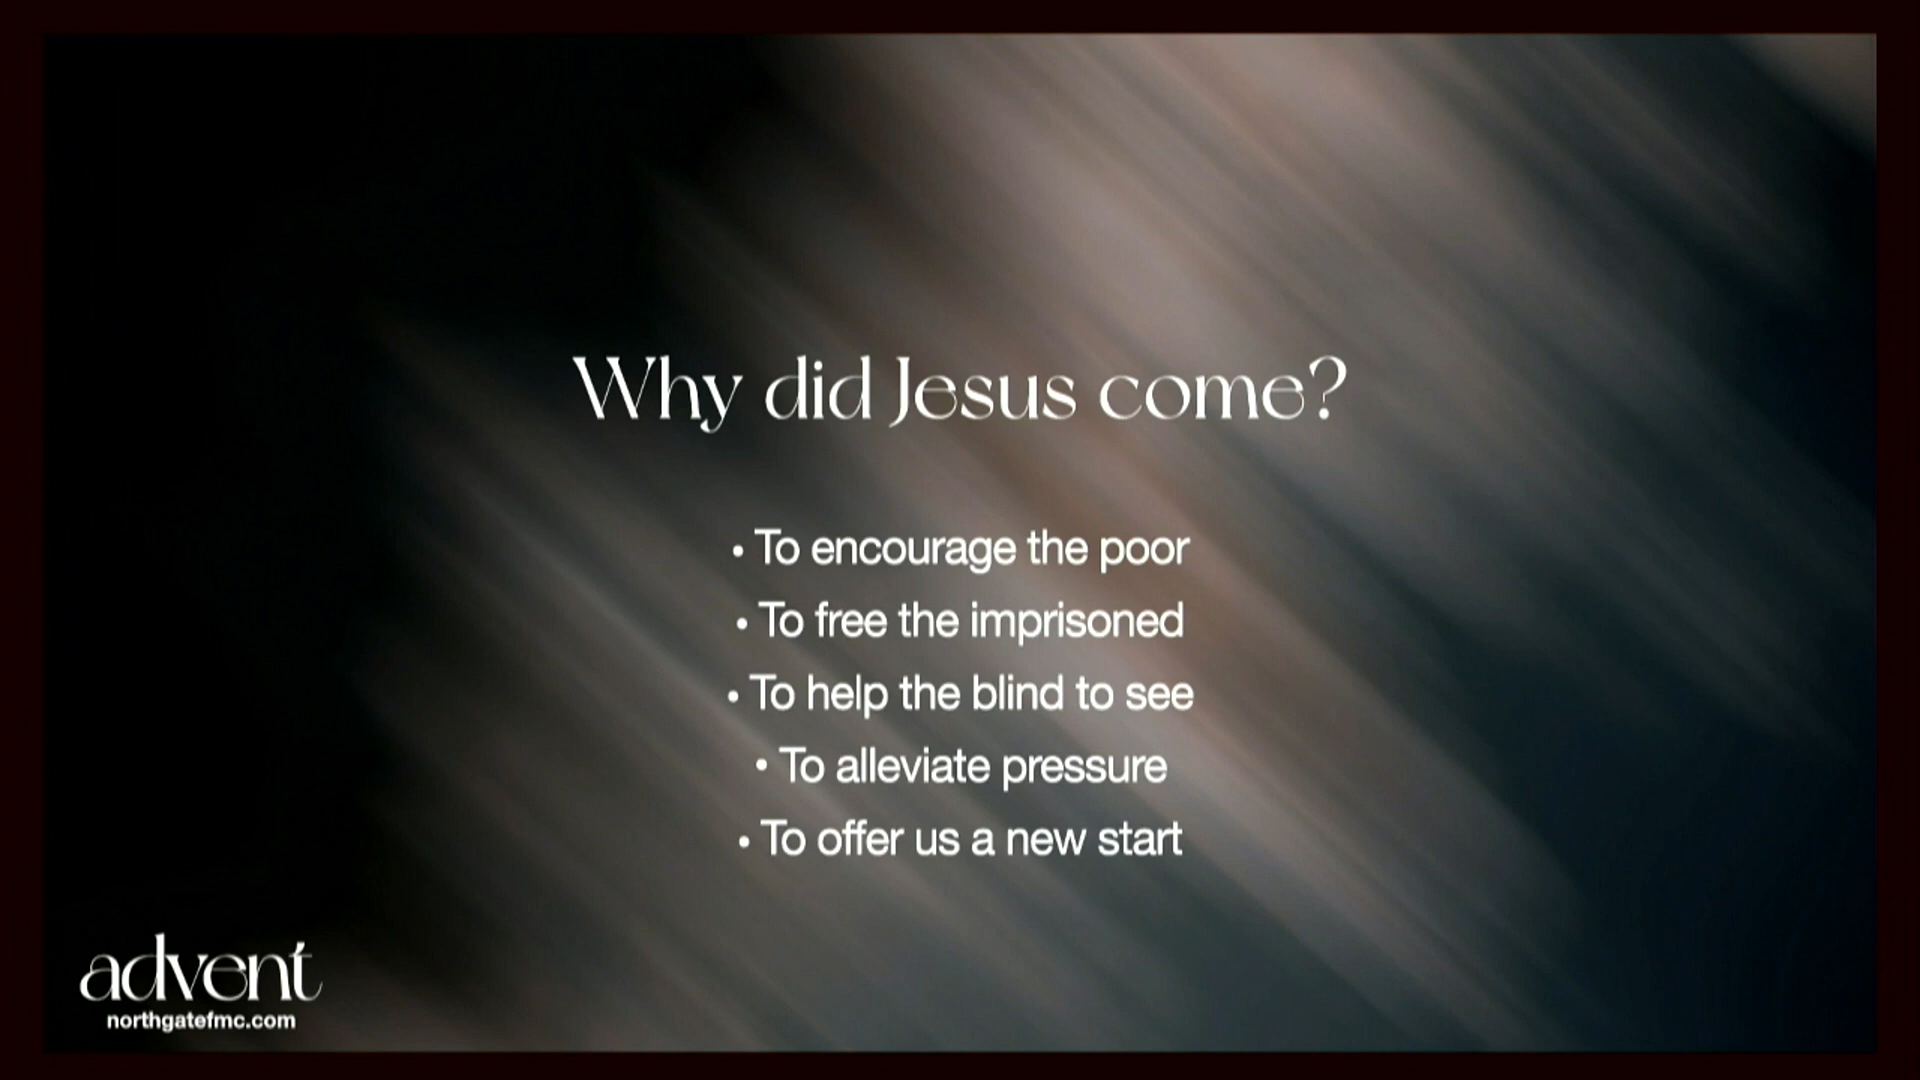 Why did Jesus come?
• To encourage the poor
• To free the imprisoned
• To help the blind to see
• To alleviate pressure
• To offer us a new start
advent
northgatefmc.com